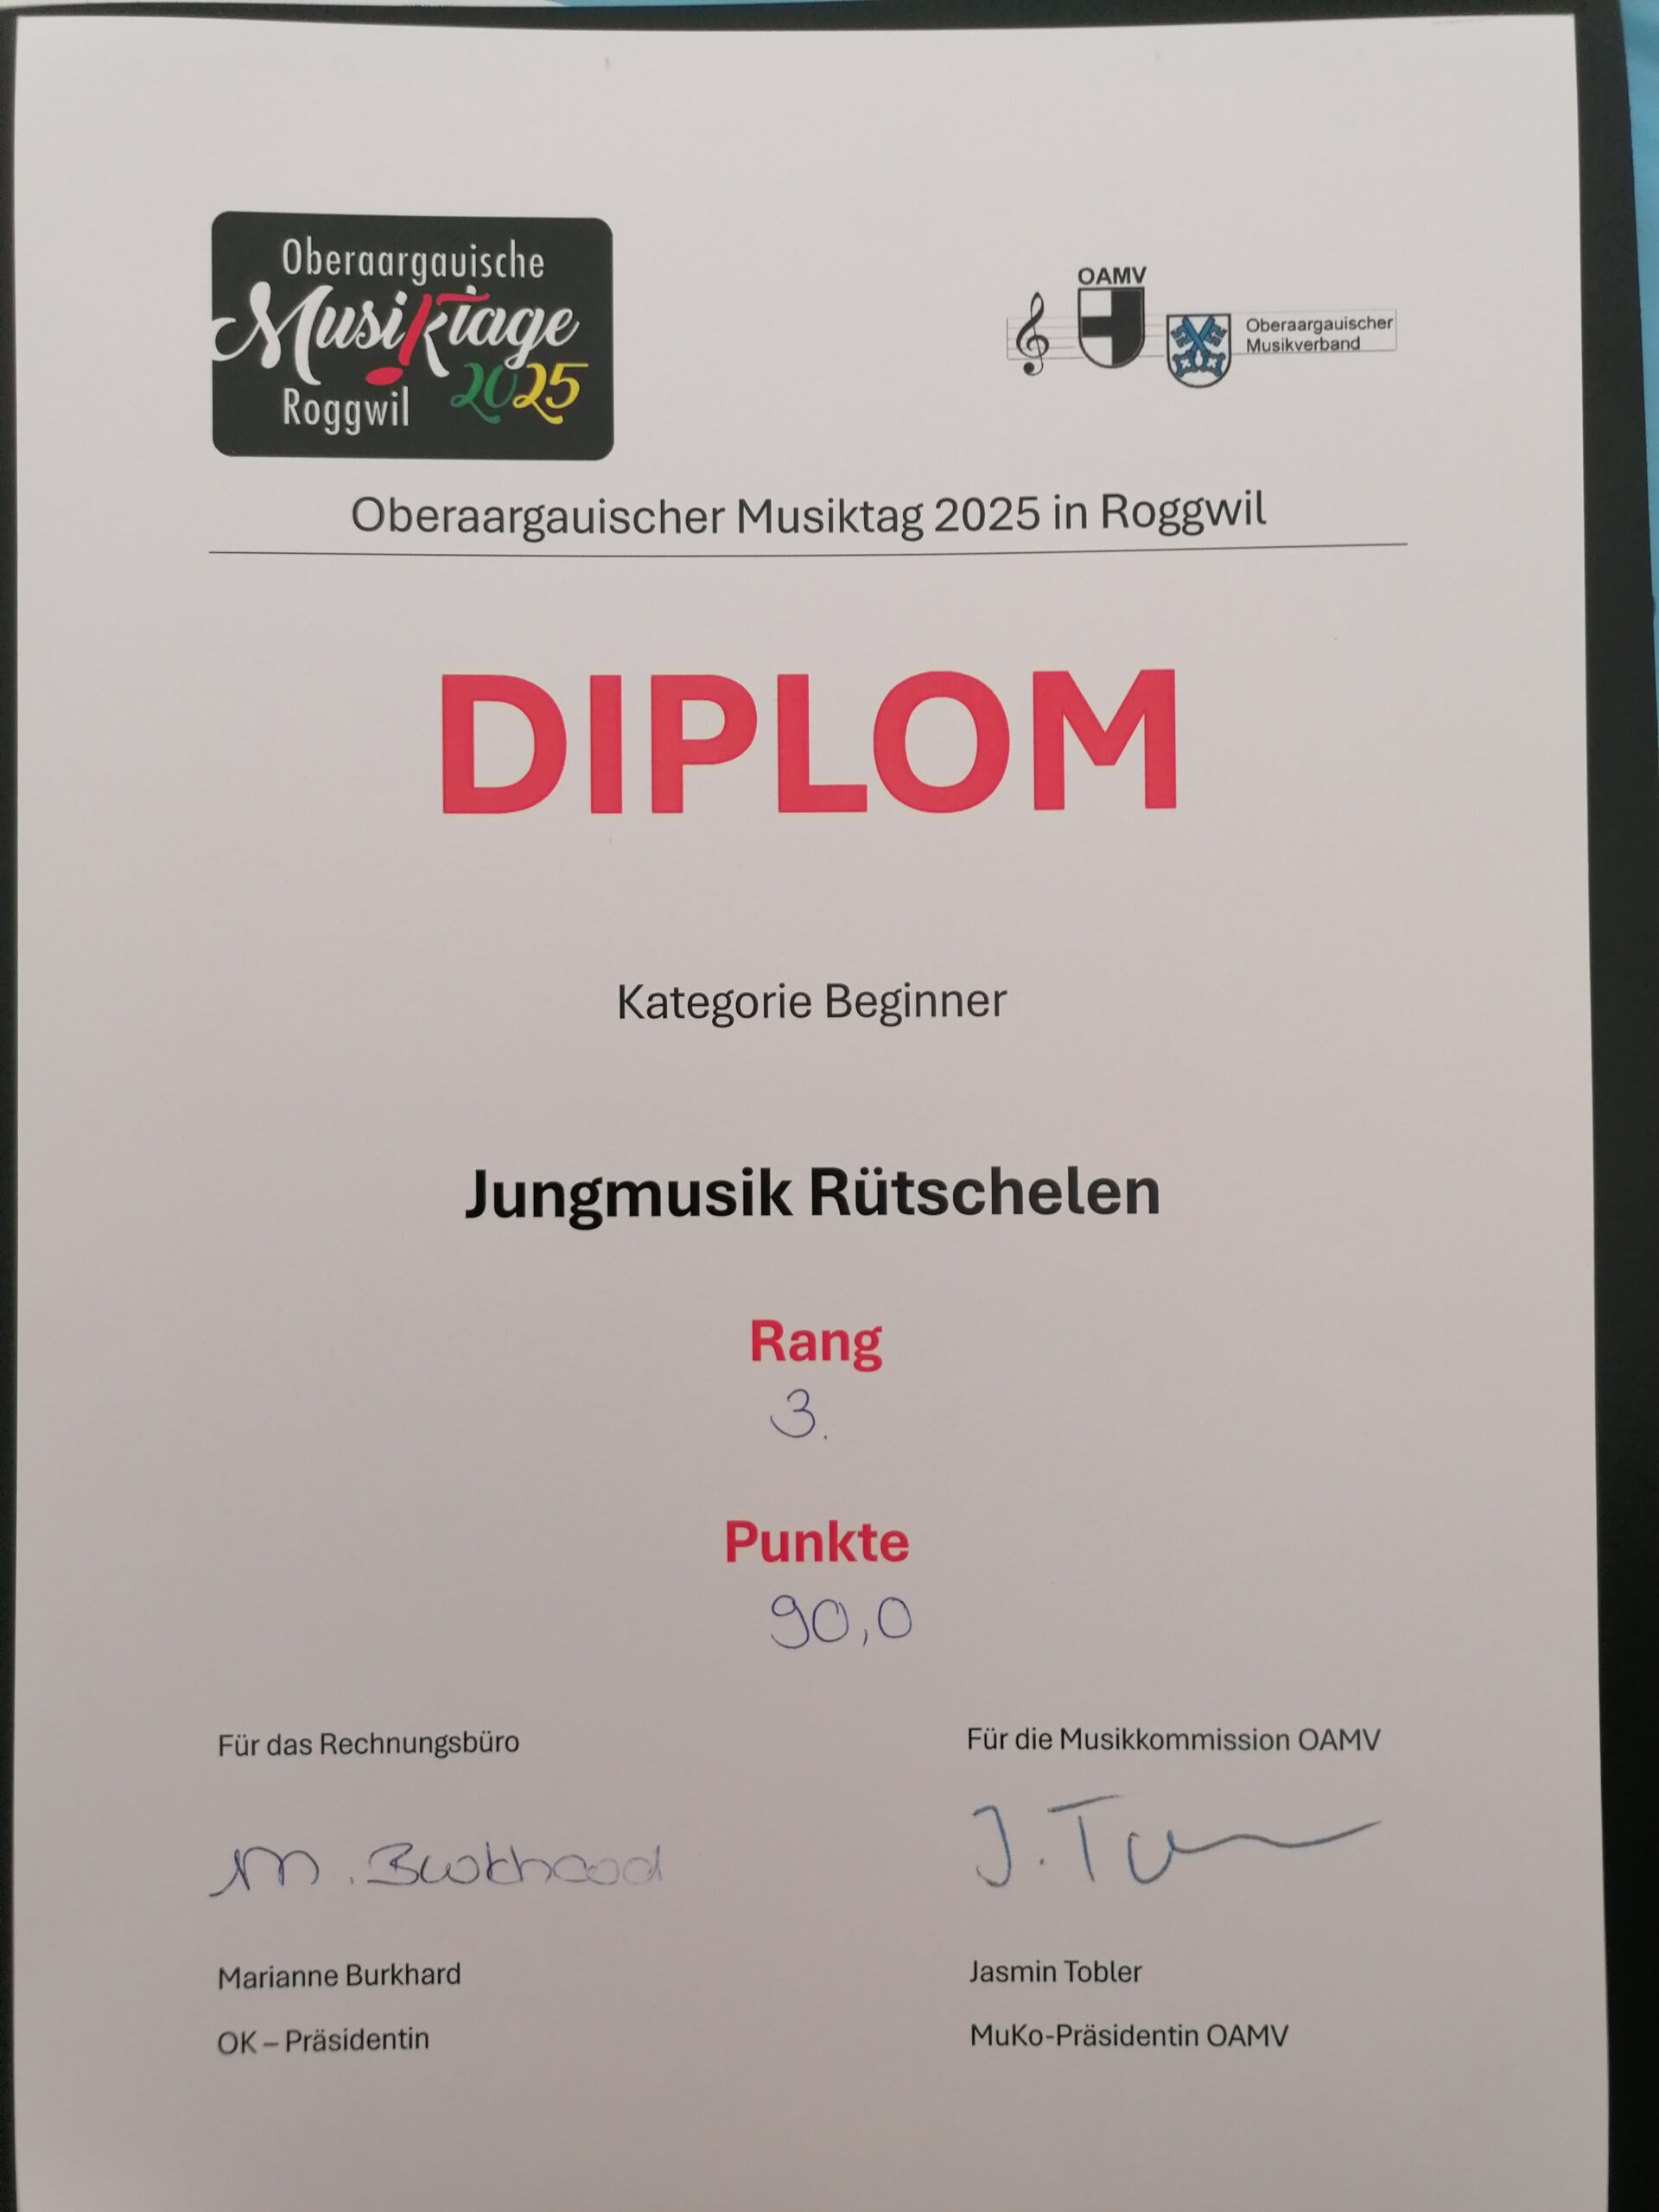 Oberaargauische
Musiktage
2025
Roggwil
OAMV
Oberaargauischer
Musikverband
Oberaargauischer Musiktag 2025 in Roggwil
DIPLOM
Kategorie Beginner
Jungmusik Rütschelen
Rang
3.
Punkte
90,0
Für das Rechnungsbüro
Für die Musikkommission OAMV
M. Burkhard
J. T
Marianne Burkhard
Jasmin Tobler
OK – Präsidentin
MuKo-Präsidentin OAMV